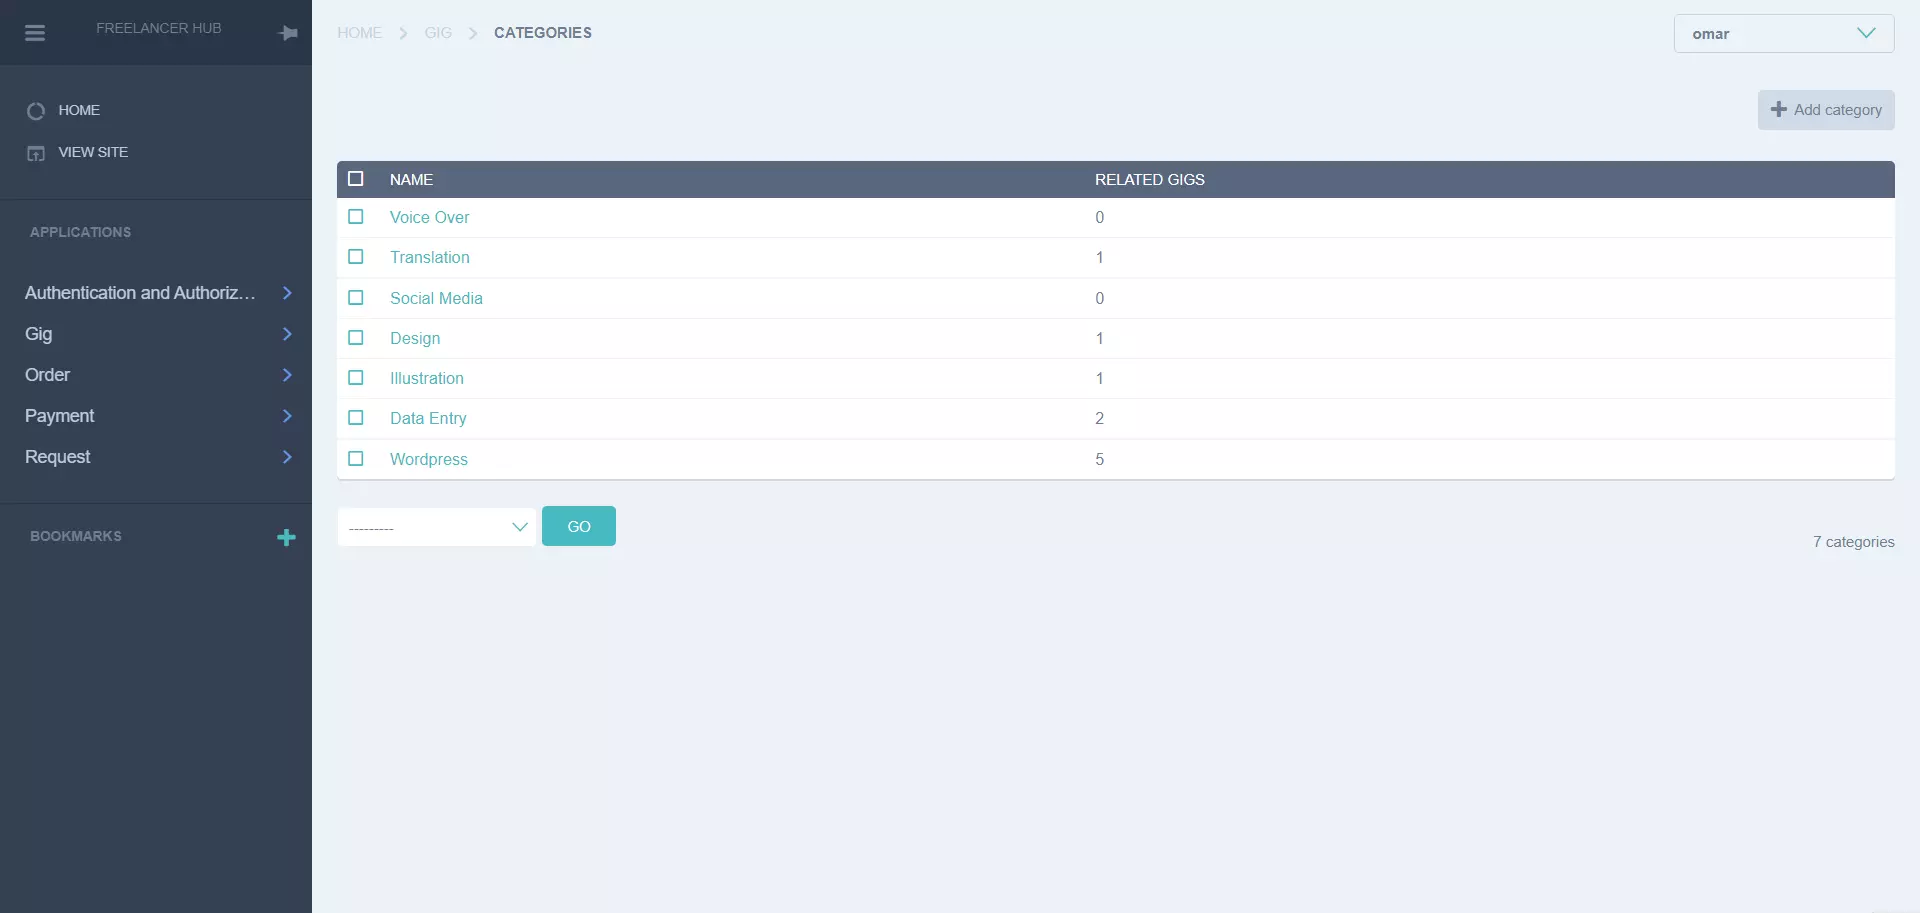 FREELANCER HUB
HOME
VIEW SITE
APPLICATIONS
Authentication and Authoriz...
Gig
Order
Payment
Request
BOOKMARKS
HOME > GIG > CATEGORIES
omar
Add category
NAME RELATED GIGS
Voice Over 0
Translation 1
Social Media 0
Design 1
Illustration 1
Data Entry 2
Wordpress 5
---------
GO
7 categories